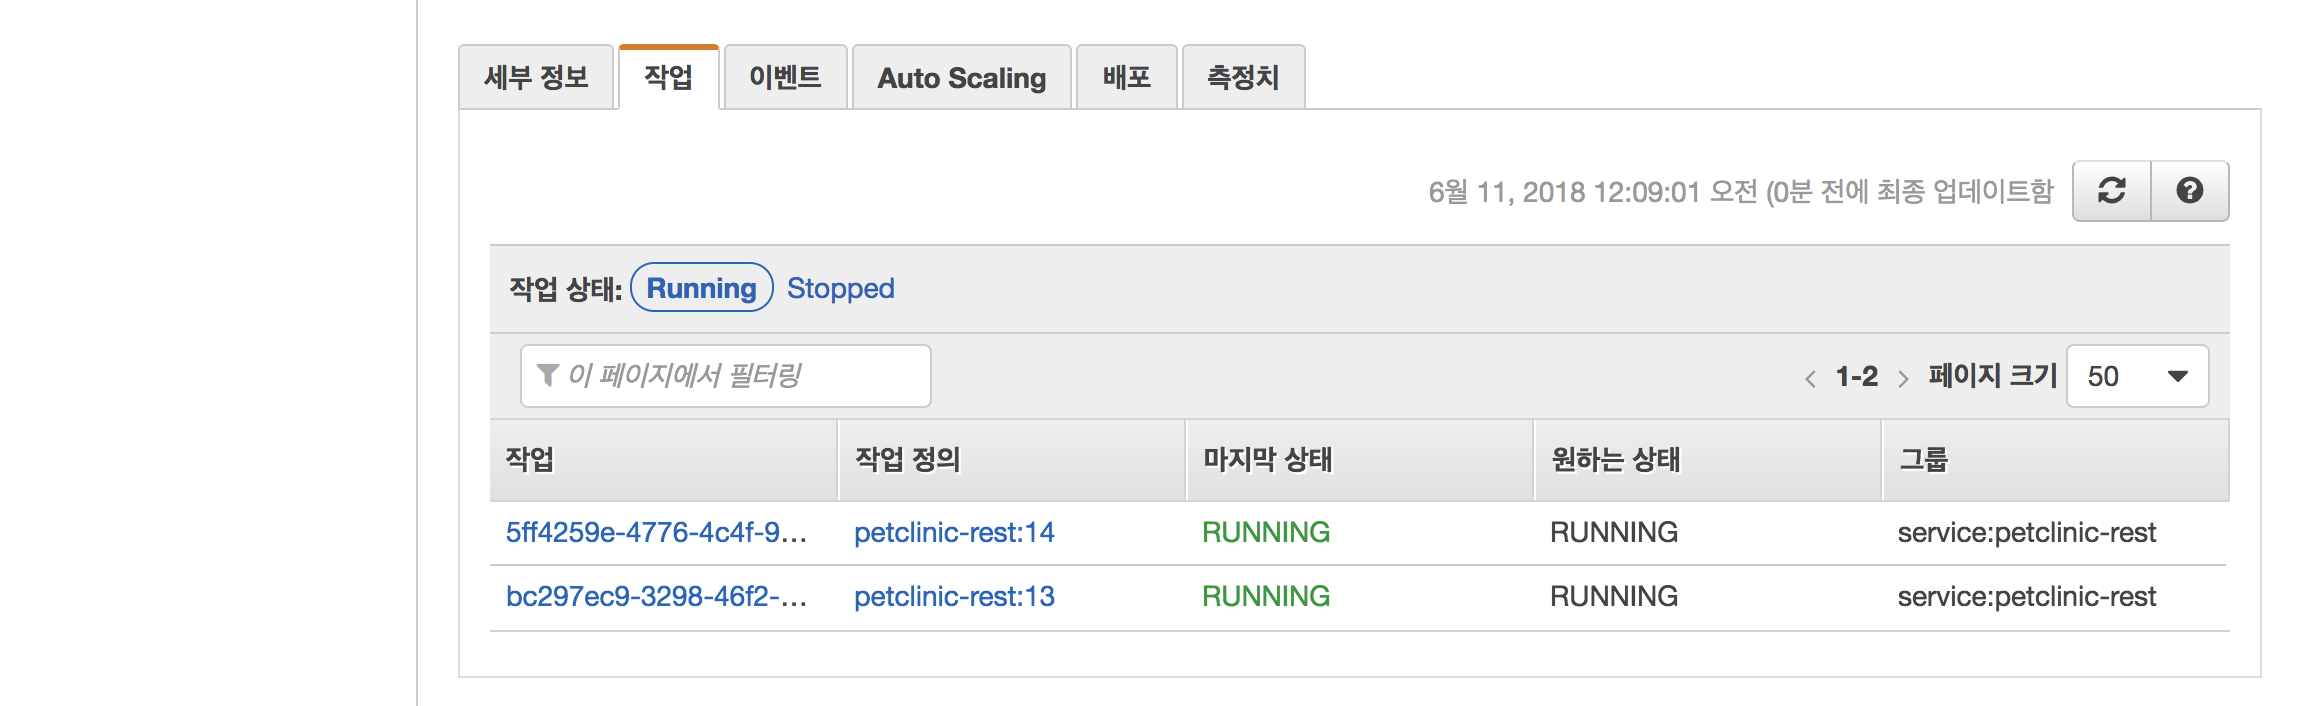 세부 정보 작업 이벤트 Auto Scaling 배포 측정치
6월 11, 2018 12:09:01 오전 (0분 전에 최종 업데이트함
작업 상태: Running Stopped
이 페이지에서 필터링 < 1-2 > 페이지 크기 50
작업 작업 정의 마지막 상태 원하는 상태 그룹
5ff4259e-4776-4c4f-9... petclinic-rest:14 RUNNING RUNNING service:petclinic-rest
bc297ec9-3298-46f2-... petclinic-rest:13 RUNNING RUNNING service:petclinic-rest